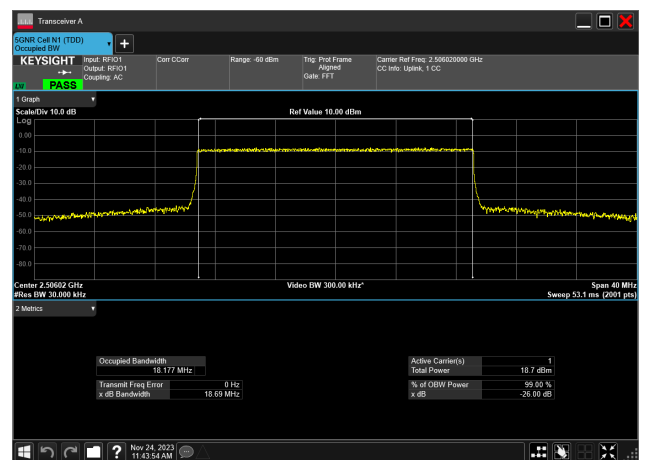 Transceiver A
5GNR Cell N1 (TDD)
Occupied BW
KEYSIGHT
LV
PASS
Input: RFIO1
Output: RFIO1
Coupling: AC
Corr CCorr
Range: -60 dBm
Trig: Prot Frame
Aligned
Gate: FFT
Carrier Ref Freq: 2.506020000 GHz
CC Info: Uplink, 1 CC
1 Graph
Scale/Div 10.0 dB
Ref Value 10.00 dBm
Log
0.00
-10.0
-20.0
-30.0
-40.0
-50.0
-60.0
-70.0
-80.0
Center 2.50602 GHz
Video BW 300.00 kHz^
Span 40 MHz
#Res BW 30.000 kHz
Sweep 53.1 ms (2001 pts)
2 Metrics
Occupied Bandwidth
18.177 MHz
Transmit Freq Error 0 Hz
x dB Bandwidth 18.69 MHz
Active Carrier(s) 1
Total Power 18.7 dBm
% of OBW Power 99.00 %
x dB -26.00 dB
Nov 24, 2023
11:43:54 AM